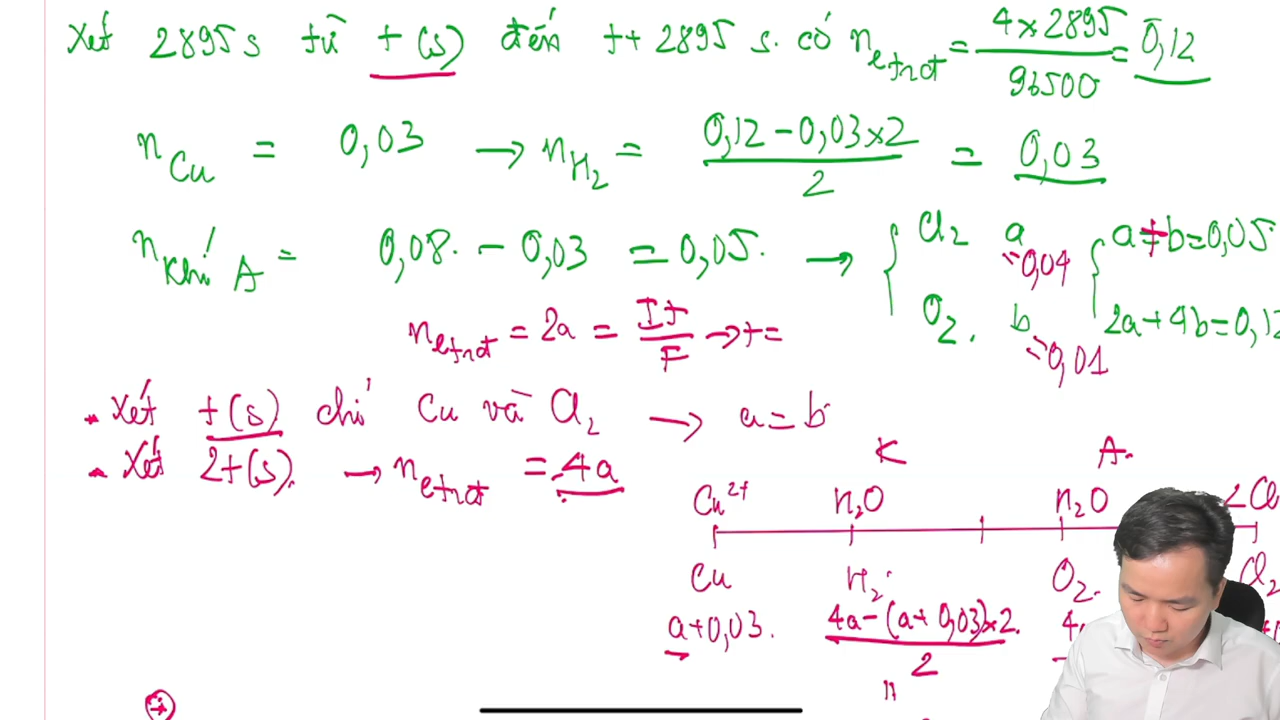 Xét 2895 s từ t(s) đến t+ 2895 s. có n e trđ = 4×2895 / 96500 = 0,12
n Cu = 0,03 → n H2 = 0,12 - 0,03×2 / 2 = 0,03
n khí A = 0,08. - 0,03 = 0,05. → { Cl2 a = 0,04 { a+b=0,05
O2. b = 0,01 2a+4b=0,12
n e trđ = 2a = It / F → t =
• Xét t(s) chỉ Cu và Cl2 → a = b
• Xét 2t(s). → n e trđ = 4a
K A.
Cu2+ H2O H2O
Cu H2 O2. Cl2
a+0,03. 4a-(a+0,03)×2. / 2